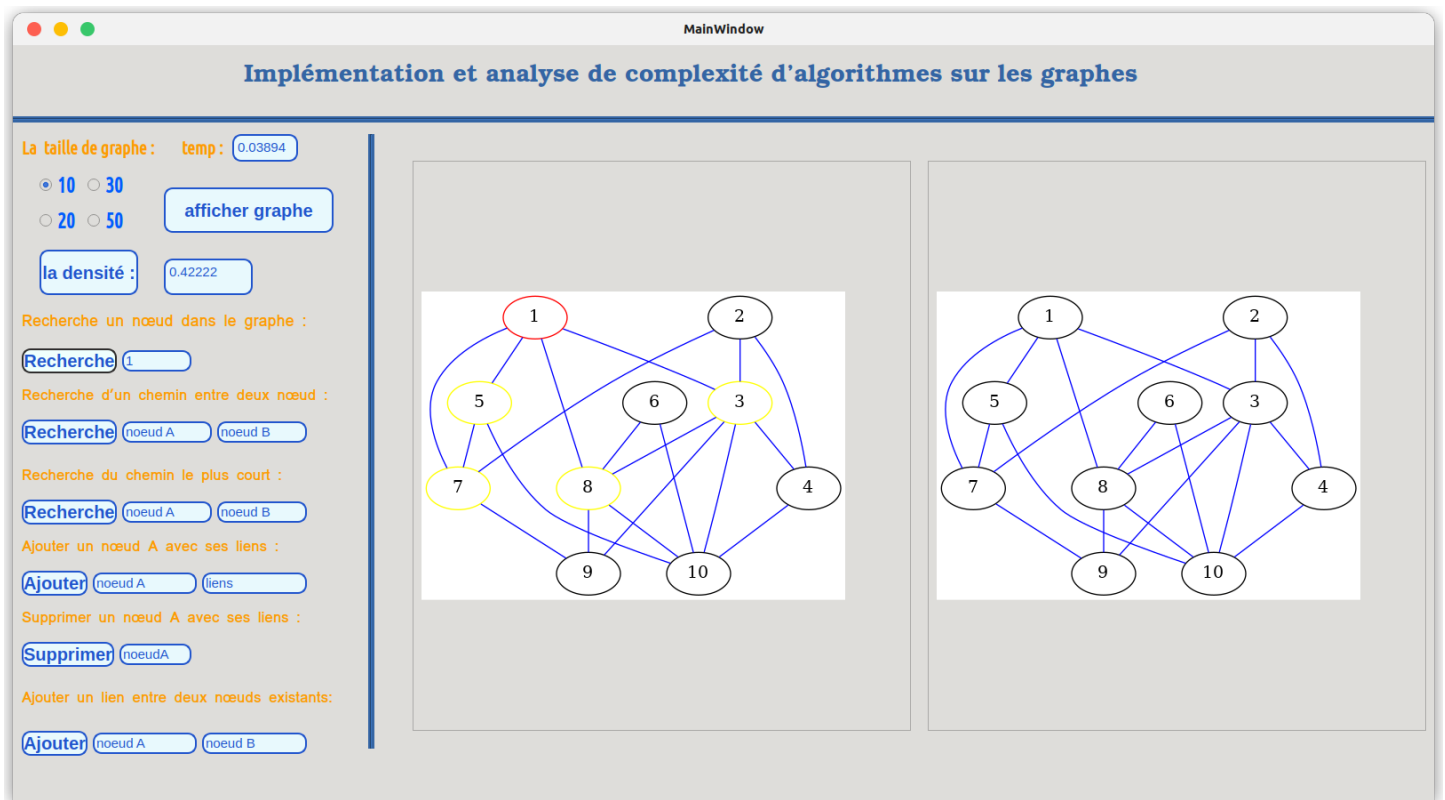 MainWindow
Implémentation et analyse de complexité d'algorithmes sur les graphes
La taille de graphe : temp : 0.03894
10 30
afficher graphe
20 50
la densité : 0.42222
Recherche un nœud dans le graphe :
Recherche 1
Recherche d'un chemin entre deux nœud :
Recherche noeud A noeud B
Recherche du chemin le plus court :
Recherche noeud A noeud B
Ajouter un nœud A avec ses liens :
Ajouter noeud A liens
Supprimer un nœud A avec ses liens :
Supprimer noeudA
Ajouter un lien entre deux nœuds existants:
Ajouter noeud A noeud B
1 2
5 6 3
7 8 4
9 10
1 2
5 6 3
7 8 4
9 10